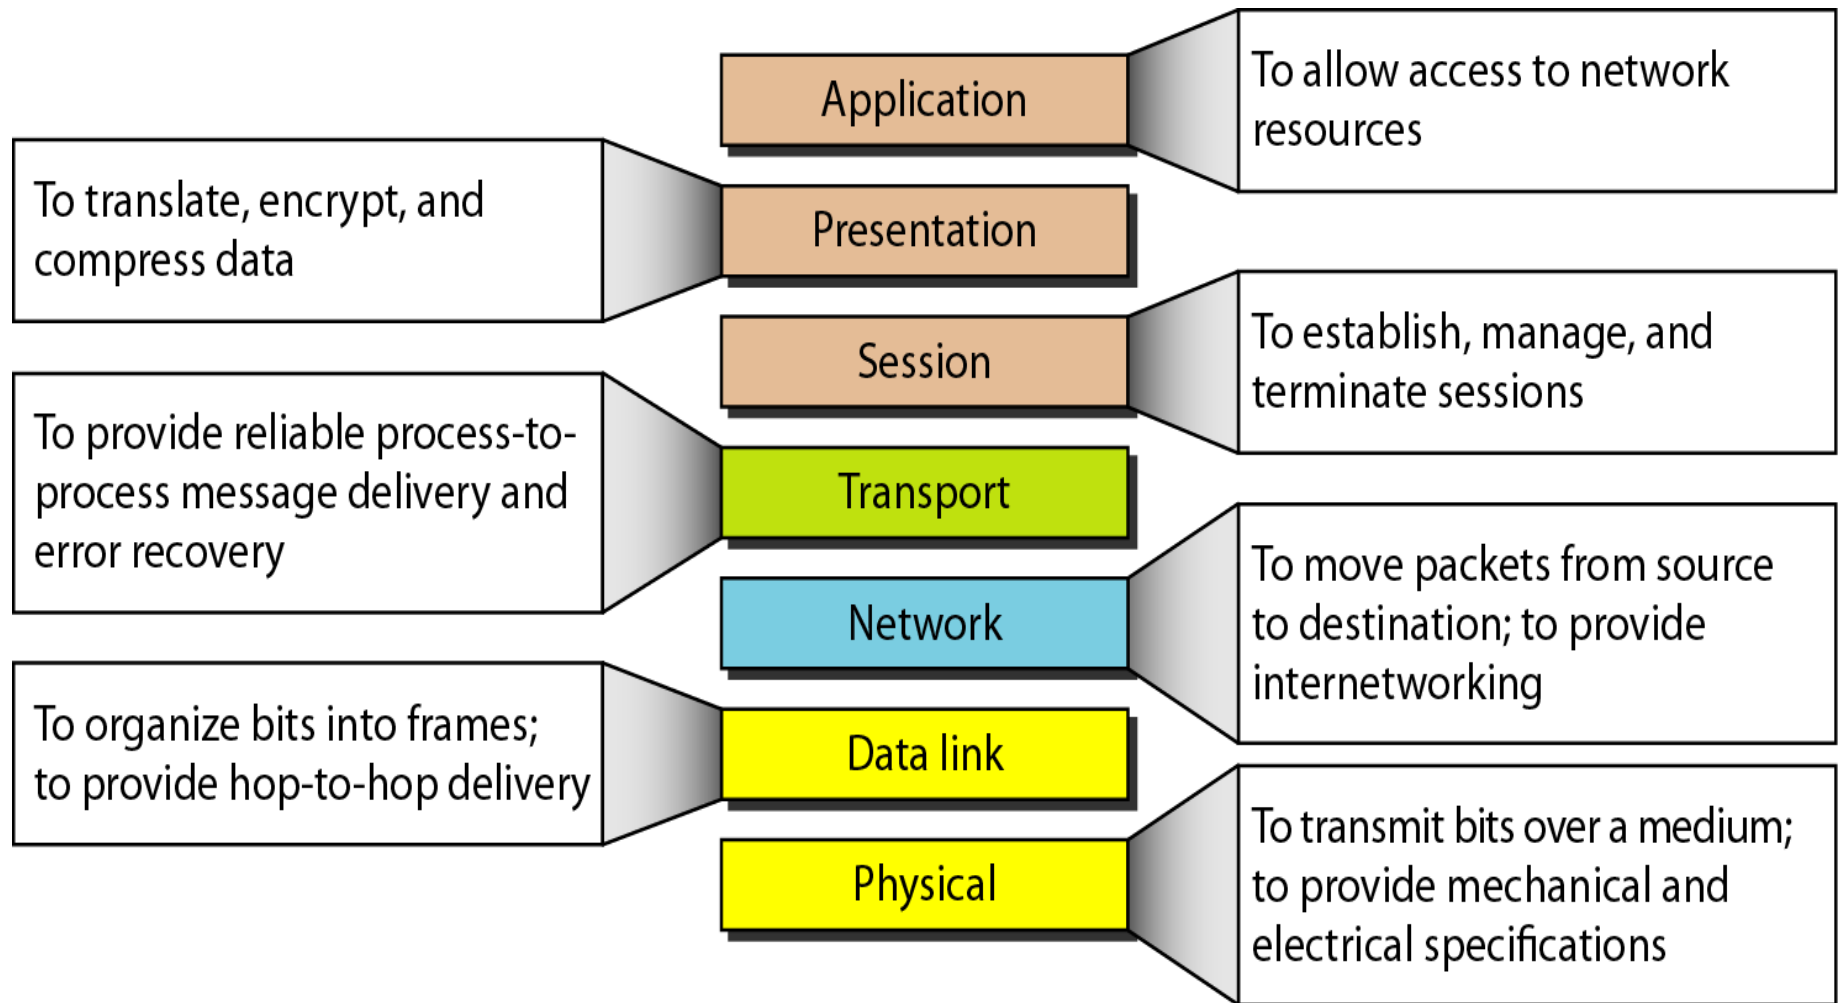 Application
To allow access to network
resources
To translate, encrypt, and
compress data
Presentation
Session
To establish, manage, and
terminate sessions
To provide reliable process-to-
process message delivery and
error recovery
Transport
Network
To move packets from source
to destination; to provide
internetworking
To organize bits into frames;
to provide hop-to-hop delivery
Data link
Physical
To transmit bits over a medium;
to provide mechanical and
electrical specifications